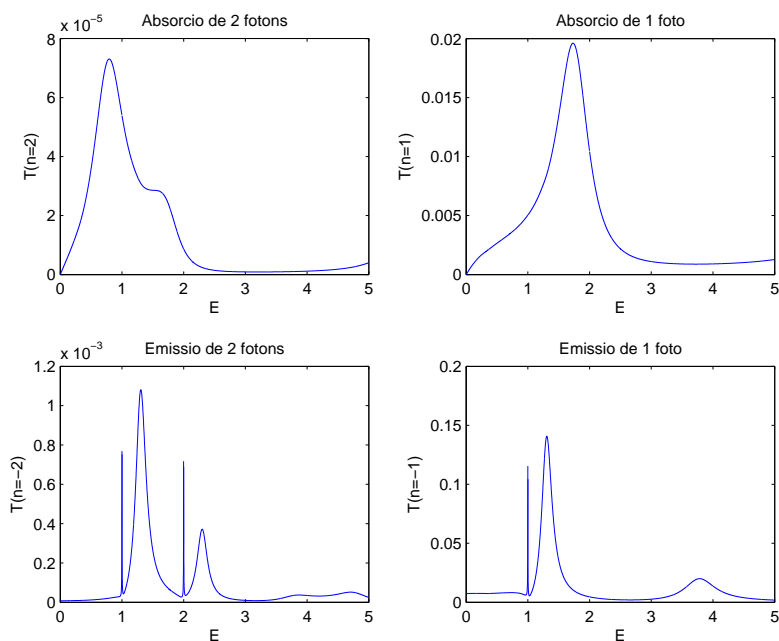 Absorcio de 2 fotons
x 10⁻⁵
8
6
4
2
0
T(n=2)
0 1 2 3 4 5
E
Absorcio de 1 foto
0.02
0.015
0.01
0.005
0
T(n=1)
0 1 2 3 4 5
E
Emissio de 2 fotons
x 10⁻³
1.2
1
0.8
0.6
0.4
0.2
0
T(n=−2)
0 1 2 3 4 5
E
Emissio de 1 foto
0.2
0.15
0.1
0.05
0
T(n=−1)
0 1 2 3 4 5
E